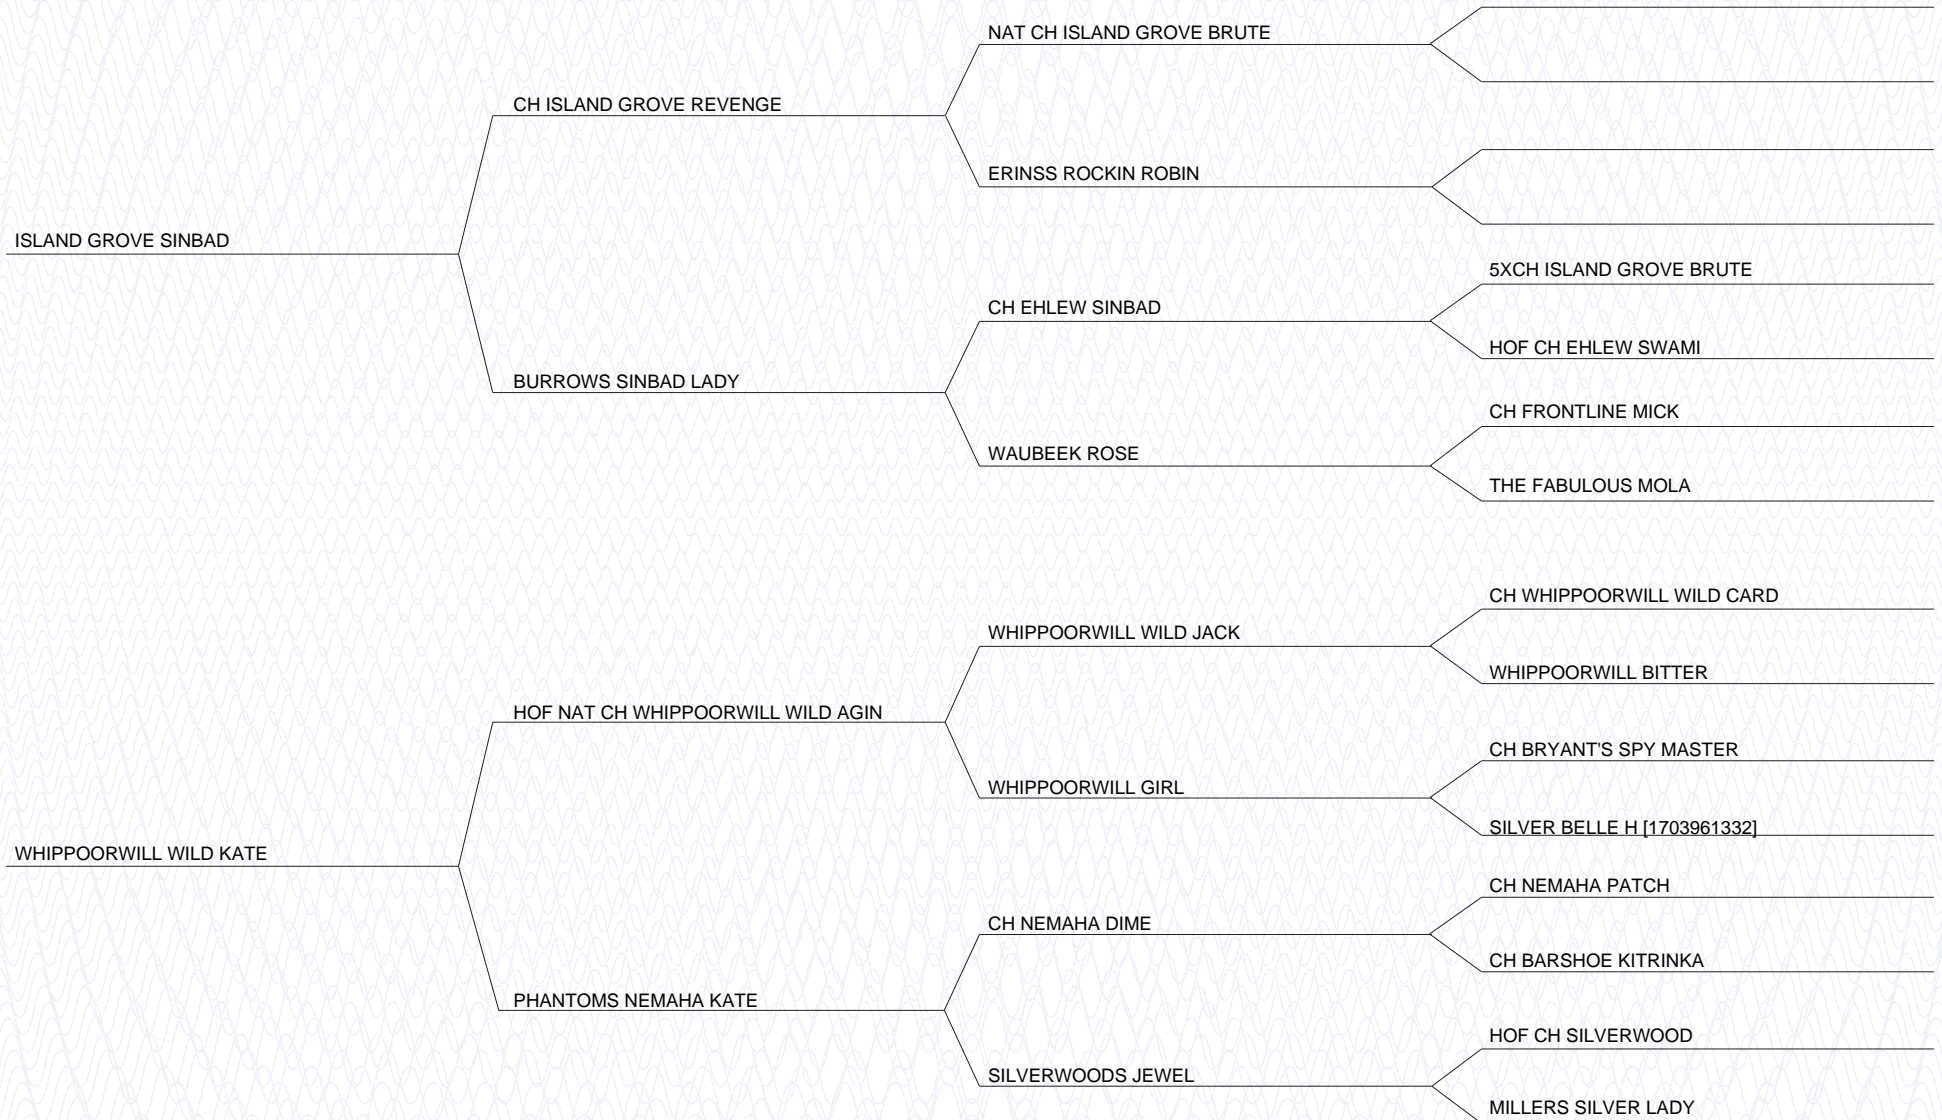 NAT CH ISLAND GROVE BRUTE
CH ISLAND GROVE REVENGE
ERINSS ROCKIN ROBIN
ISLAND GROVE SINBAD
5XCH ISLAND GROVE BRUTE
CH EHLEW SINBAD
HOF CH EHLEW SWAMI
BURROWS SINBAD LADY
CH FRONTLINE MICK
WAUBEEK ROSE
THE FABULOUS MOLA
CH WHIPPOORWILL WILD CARD
WHIPPOORWILL WILD JACK
WHIPPOORWILL BITTER
HOF NAT CH WHIPPOORWILL WILD AGIN
CH BRYANT'S SPY MASTER
WHIPPOORWILL GIRL
SILVER BELLE H [1703961332]
WHIPPOORWILL WILD KATE
CH NEMAHA PATCH
CH NEMAHA DIME
CH BARSHOE KITRINKA
PHANTOMS NEMAHA KATE
HOF CH SILVERWOOD
SILVERWOODS JEWEL
MILLERS SILVER LADY